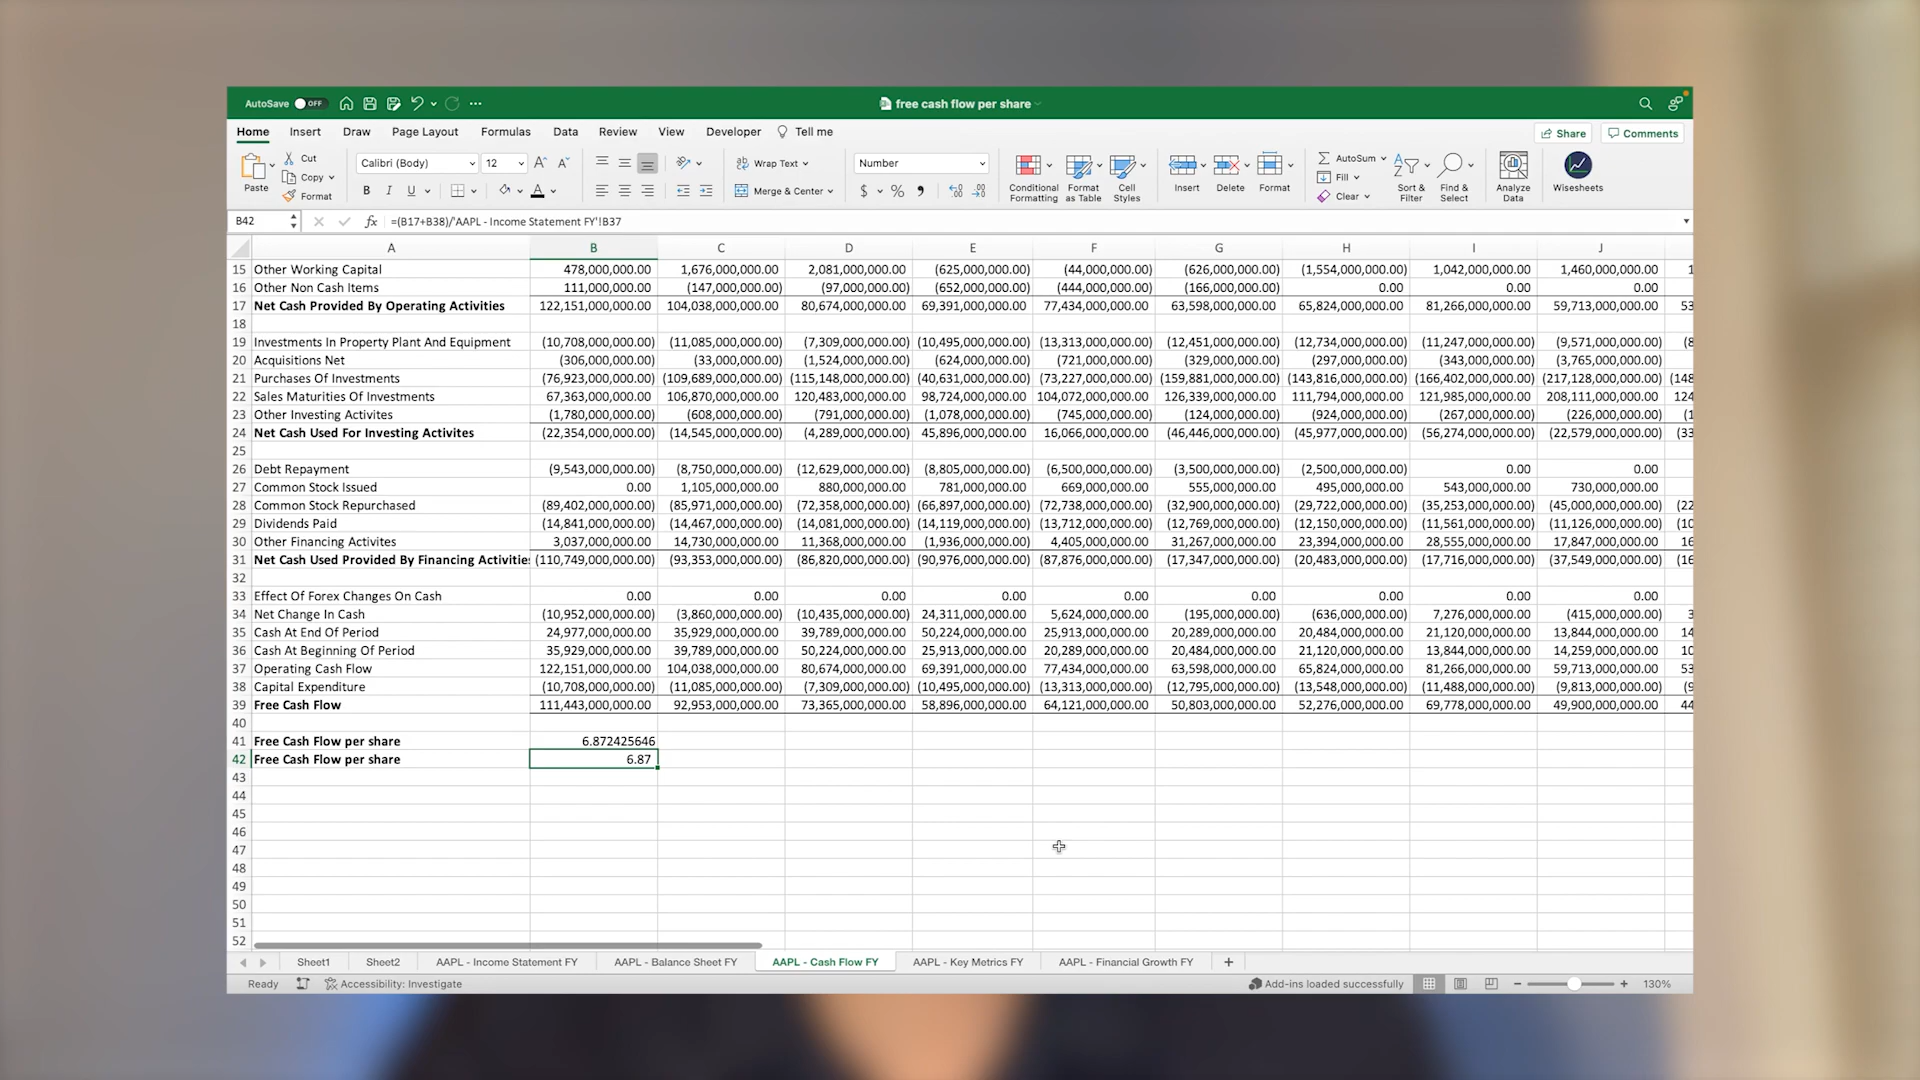 AutoSave OFF
free cash flow per share
Home Insert Draw Page Layout Formulas Data Review View Developer Tell me
Share Comments
Paste Cut Copy Format
Calibri (Body) 12
B I U A
Wrap Text
Merge & Center
Number
$ %
Conditional Formatting
Format as Table
Cell Styles
Insert Delete Format
AutoSum Fill Clear
Sort & Filter
Find & Select
Analyze Data
Wisesheets
B42 fx =(B17+B38)/'AAPL - Income Statement FY'!B37
A B C D E F G H I J
15 Other Working Capital 478,000,000.00 1,676,000,000.00 2,081,000,000.00 (625,000,000.00) (44,000,000.00) (626,000,000.00) (1,554,000,000.00) 1,042,000,000.00 1,460,000,000.00 1
16 Other Non Cash Items 111,000,000.00 (147,000,000.00) (97,000,000.00) (652,000,000.00) (444,000,000.00) (166,000,000.00) 0.00 0.00 0.00
17 Net Cash Provided By Operating Activities 122,151,000,000.00 104,038,000,000.00 80,674,000,000.00 69,391,000,000.00 77,434,000,000.00 63,598,000,000.00 65,824,000,000.00 81,266,000,000.00 59,713,000,000.00 53
18
19 Investments In Property Plant And Equipment (10,708,000,000.00) (11,085,000,000.00) (7,309,000,000.00) (10,495,000,000.00) (13,313,000,000.00) (12,451,000,000.00) (12,734,000,000.00) (11,247,000,000.00) (9,571,000,000.00) (8
20 Acquisitions Net (306,000,000.00) (33,000,000.00) (1,524,000,000.00) (624,000,000.00) (721,000,000.00) (329,000,000.00) (297,000,000.00) (343,000,000.00) (3,765,000,000.00)
21 Purchases Of Investments (76,923,000,000.00) (109,689,000,000.00) (115,148,000,000.00) (40,631,000,000.00) (73,227,000,000.00) (159,881,000,000.00) (143,816,000,000.00) (166,402,000,000.00) (217,128,000,000.00) (148
22 Sales Maturities Of Investments 67,363,000,000.00 106,870,000,000.00 120,483,000,000.00 98,724,000,000.00 104,072,000,000.00 126,339,000,000.00 111,794,000,000.00 121,985,000,000.00 208,111,000,000.00 124
23 Other Investing Activites (1,780,000,000.00) (608,000,000.00) (791,000,000.00) (1,078,000,000.00) (745,000,000.00) (124,000,000.00) (924,000,000.00) (267,000,000.00) (226,000,000.00) (1
24 Net Cash Used For Investing Activites (22,354,000,000.00) (14,545,000,000.00) (4,289,000,000.00) 45,896,000,000.00 16,066,000,000.00 (46,446,000,000.00) (45,977,000,000.00) (56,274,000,000.00) (22,579,000,000.00) (33
25
26 Debt Repayment (9,543,000,000.00) (8,750,000,000.00) (12,629,000,000.00) (8,805,000,000.00) (6,500,000,000.00) (3,500,000,000.00) (2,500,000,000.00) 0.00 0.00
27 Common Stock Issued 0.00 1,105,000,000.00 880,000,000.00 781,000,000.00 669,000,000.00 555,000,000.00 495,000,000.00 543,000,000.00 730,000,000.00
28 Common Stock Repurchased (89,402,000,000.00) (85,971,000,000.00) (72,358,000,000.00) (66,897,000,000.00) (72,738,000,000.00) (32,900,000,000.00) (29,722,000,000.00) (35,253,000,000.00) (45,000,000,000.00) (22
29 Dividends Paid (14,841,000,000.00) (14,467,000,000.00) (14,081,000,000.00) (14,119,000,000.00) (13,712,000,000.00) (12,769,000,000.00) (12,150,000,000.00) (11,561,000,000.00) (11,126,000,000.00) (10
30 Other Financing Activites 3,037,000,000.00 14,730,000,000.00 11,368,000,000.00 (1,936,000,000.00) 4,405,000,000.00 31,267,000,000.00 23,394,000,000.00 28,555,000,000.00 17,847,000,000.00 16
31 Net Cash Used Provided By Financing Activities (110,749,000,000.00) (93,353,000,000.00) (86,820,000,000.00) (90,976,000,000.00) (87,876,000,000.00) (17,347,000,000.00) (20,483,000,000.00) (17,716,000,000.00) (37,549,000,000.00) (16
32
33 Effect Of Forex Changes On Cash 0.00 0.00 0.00 0.00 0.00 0.00 0.00 0.00 0.00
34 Net Change In Cash (10,952,000,000.00) (3,860,000,000.00) (10,435,000,000.00) 24,311,000,000.00 5,624,000,000.00 (195,000,000.00) (636,000,000.00) 7,276,000,000.00 (415,000,000.00) 3
35 Cash At End Of Period 24,977,000,000.00 35,929,000,000.00 39,789,000,000.00 50,224,000,000.00 25,913,000,000.00 20,289,000,000.00 20,484,000,000.00 21,120,000,000.00 13,844,000,000.00 14
36 Cash At Beginning Of Period 35,929,000,000.00 39,789,000,000.00 50,224,000,000.00 25,913,000,000.00 20,289,000,000.00 20,484,000,000.00 21,120,000,000.00 13,844,000,000.00 14,259,000,000.00 10
37 Operating Cash Flow 122,151,000,000.00 104,038,000,000.00 80,674,000,000.00 69,391,000,000.00 77,434,000,000.00 63,598,000,000.00 65,824,000,000.00 81,266,000,000.00 59,713,000,000.00 53
38 Capital Expenditure (10,708,000,000.00) (11,085,000,000.00) (7,309,000,000.00) (10,495,000,000.00) (13,313,000,000.00) (12,795,000,000.00) (13,548,000,000.00) (11,488,000,000.00) (9,813,000,000.00) (9
39 Free Cash Flow 111,443,000,000.00 92,953,000,000.00 73,365,000,000.00 58,896,000,000.00 64,121,000,000.00 50,803,000,000.00 52,276,000,000.00 69,778,000,000.00 49,900,000,000.00 44
40
41 Free Cash Flow per share 6.872425646
42 Free Cash Flow per share 6.87
43
44
45
46
47
48
49
50
51
52
Sheet1 Sheet2 AAPL - Income Statement FY AAPL - Balance Sheet FY AAPL - Cash Flow FY AAPL - Key Metrics FY AAPL - Financial Growth FY +
Ready Accessibility: Investigate Add-ins loaded successfully 130%